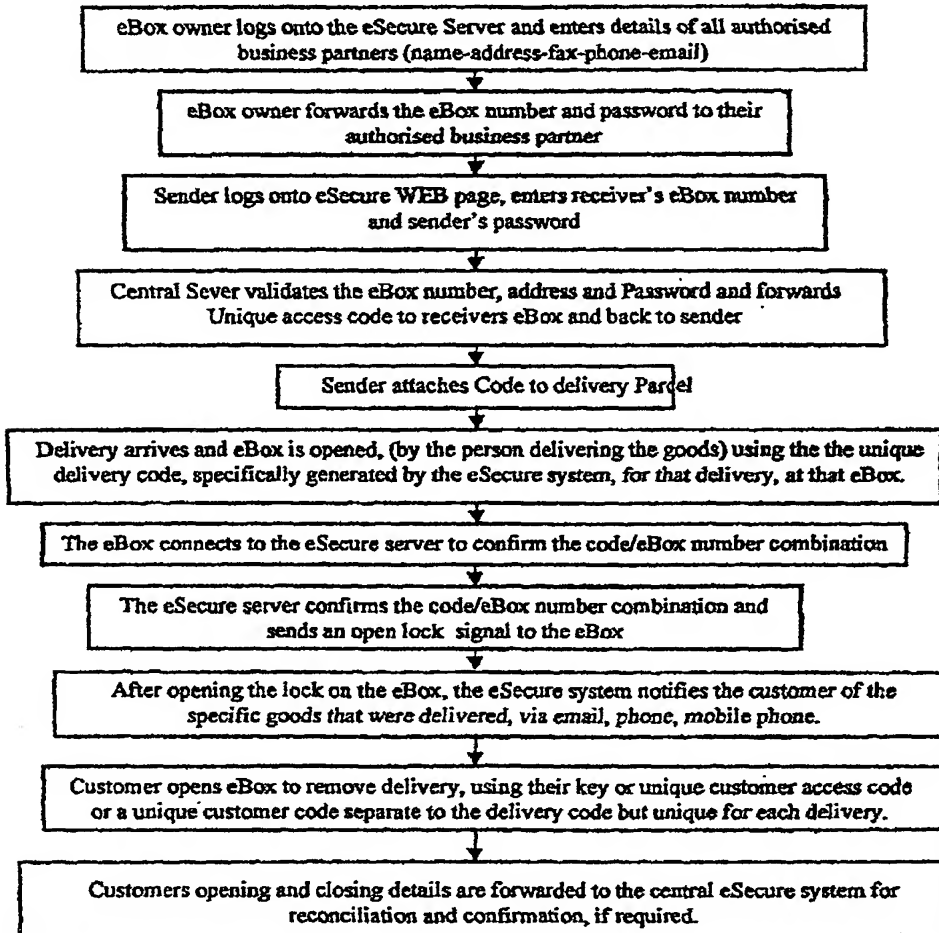 eBox owner logs onto the eSecure Server and enters details of all authorised
business partners (name-address-fax-phone-email)
eBox owner forwards the eBox number and password to their
authorised business partner
Sender logs onto eSecure WEB page, enters receiver's eBox number
and sender's password
Central Sever validates the eBox number, address and Password and forwards
Unique access code to receivers eBox and back to sender
Sender attaches Code to delivery Parcel
Delivery arrives and eBox is opened, (by the person delivering the goods) using the the unique
delivery code, specifically generated by the eSecure system, for that delivery, at that eBox.
The eBox connects to the eSecure server to confirm the code/eBox number combination
The eSecure server confirms the code/eBox number combination and
sends an open lock signal to the eBox
After opening the lock on the eBox, the eSecure system notifies the customer of the
specific goods that were delivered, via email, phone, mobile phone.
Customer opens eBox to remove delivery, using their key or unique customer access code
or a unique customer code separate to the delivery code but unique for each delivery.
Customers opening and closing details are forwarded to the central eSecure system for
reconciliation and confirmation, if required.